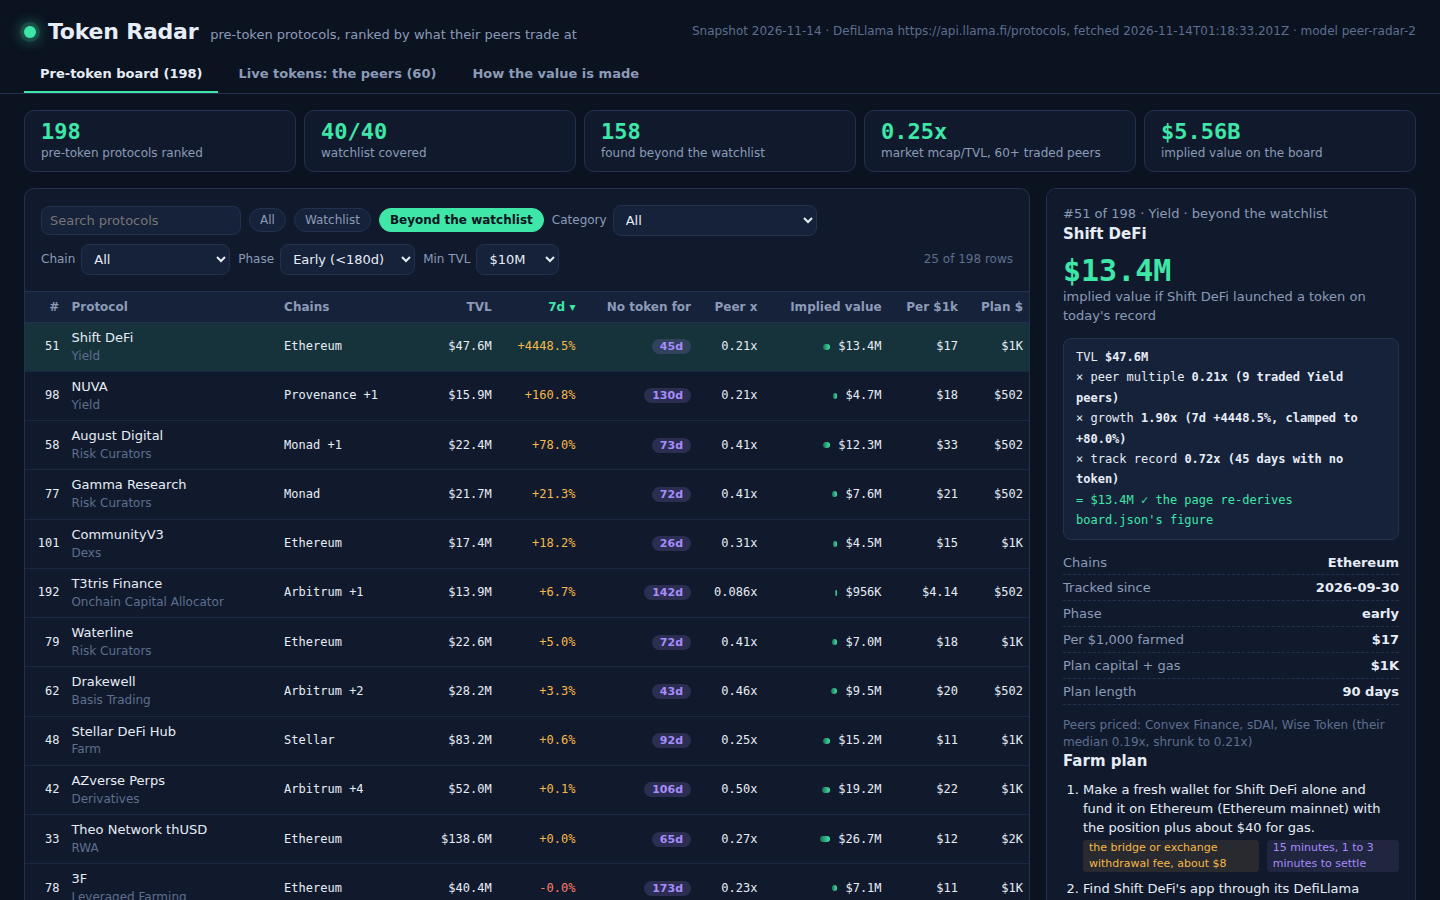 Token Radar pre-token protocols, ranked by what their peers trade at
Snapshot 2026-11-14 · DefiLlama https://api.llama.fi/protocols, fetched 2026-11-14T01:18:33.201Z · model peer-radar-2
Pre-token board (198) Live tokens: the peers (60) How the value is made
198
pre-token protocols ranked
40/40
watchlist covered
158
found beyond the watchlist
0.25x
market mcap/TVL, 60+ traded peers
$5.56B
implied value on the board
Search protocols All Watchlist Beyond the watchlist Category All
Chain All Phase Early (<180d) Min TVL $10M 25 of 198 rows
# Protocol Chains TVL 7d ▾ No token for Peer x Implied value Per $1k Plan $
51 Shift DeFi Ethereum $47.6M +4448.5% 45d 0.21x $13.4M $17 $1K
Yield
98 NUVA Provenance +1 $15.9M +160.8% 130d 0.21x $4.7M $18 $502
Yield
58 August Digital Monad +1 $22.4M +78.0% 73d 0.41x $12.3M $33 $502
Risk Curators
77 Gamma Research Monad $21.7M +21.3% 72d 0.41x $7.6M $21 $502
Risk Curators
101 CommunityV3 Ethereum $17.4M +18.2% 26d 0.31x $4.5M $15 $1K
Dexs
192 T3tris Finance Arbitrum +1 $13.9M +6.7% 142d 0.086x $956K $4.14 $502
Onchain Capital Allocator
79 Waterline Ethereum $22.6M +5.0% 72d 0.41x $7.0M $18 $1K
Risk Curators
62 Drakewell Arbitrum +2 $28.2M +3.3% 43d 0.46x $9.5M $20 $502
Basis Trading
48 Stellar DeFi Hub Stellar $83.2M +0.6% 92d 0.25x $15.2M $11 $1K
Farm
42 AZverse Perps Arbitrum +4 $52.0M +0.1% 106d 0.50x $19.2M $22 $1K
Derivatives
33 Theo Network thUSD Ethereum $138.6M +0.0% 65d 0.27x $26.7M $12 $2K
RWA
78 3F Ethereum $40.4M -0.0% 173d 0.23x $7.1M $11 $1K
Leveraged Farming
#51 of 198 · Yield · beyond the watchlist
Shift DeFi
$13.4M
implied value if Shift DeFi launched a token on
today's record
TVL $47.6M
× peer multiple 0.21x (9 traded Yield
peers)
× growth 1.90x (7d +4448.5%, clamped to
+80.0%)
× track record 0.72x (45 days with no
token)
= $13.4M ✓ the page re-derives
board.json's figure
Chains Ethereum
Tracked since 2026-09-30
Phase early
Per $1,000 farmed $17
Plan capital + gas $1K
Plan length 90 days
Peers priced: Convex Finance, sDAI, Wise Token (their
median 0.19x, shrunk to 0.21x)
Farm plan
1. Make a fresh wallet for Shift DeFi alone and
fund it on Ethereum (Ethereum mainnet) with
the position plus about $40 for gas.
the bridge or exchange
withdrawal fee, about $8
15 minutes, 1 to 3
minutes to settle
2. Find Shift DeFi's app through its DefiLlama